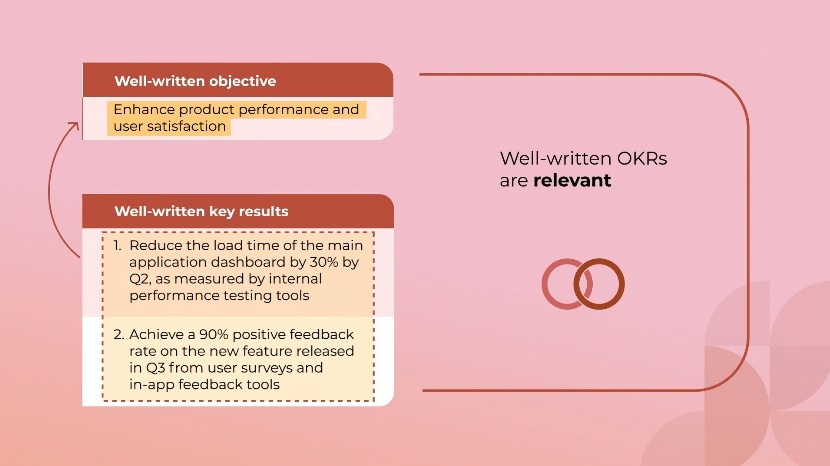 Well-written objective
Enhance product performance and
user satisfaction
Well-written key results
1. Reduce the load time of the main
application dashboard by 30% by
Q2, as measured by internal
performance testing tools
2. Achieve a 90% positive feedback
rate on the new feature released
in Q3 from user surveys and
in-app feedback tools
Well-written OKRs
are relevant